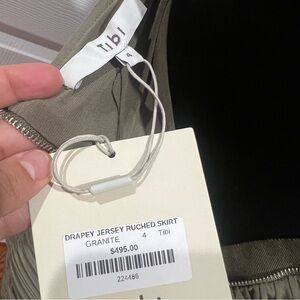 Tibi
4
DRAPEY JERSEY RUCHED SKIRT
GRANITE 4 Tibi
$495.00
224486